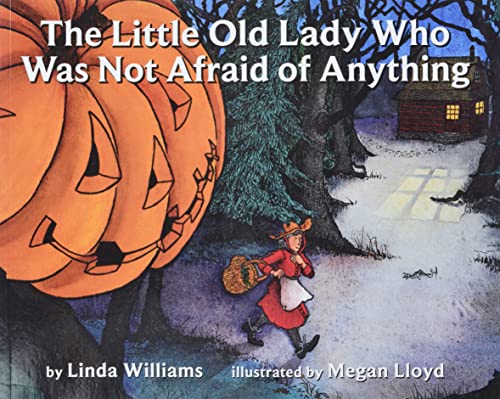 The Little Old Lady Who
Was Not Afraid of Anything
by Linda Williams
illustrated by Megan Lloyd